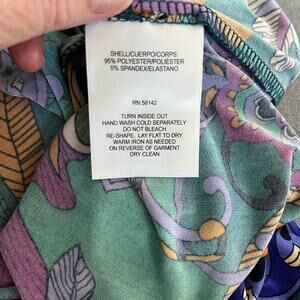 SHELL/CUERPO/CORPS:
95% POLYESTER/POLIÉSTER
5% SPANDEX/ELASTANO
RN 58142
TURN INSIDE OUT
HAND WASH COLD SEPARATELY
DO NOT BLEACH
RE-SHAPE. LAY FLAT TO DRY
WARM IRON AS NEEDED
ON REVERSE OF GARMENT
DRY CLEAN